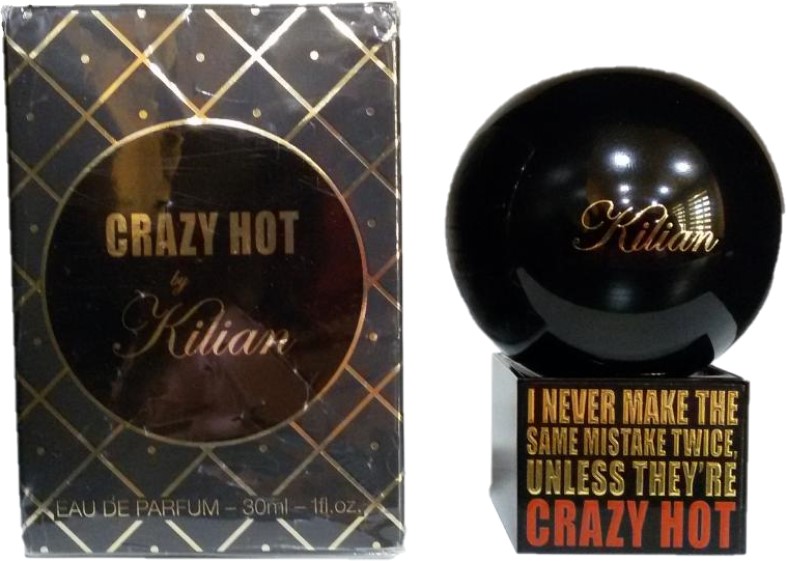 CRAZY HOT
by
Kilian
EAU DE PARFUM – 30ml – 1fl.oz.
Kilian
I NEVER MAKE THE
SAME MISTAKE TWICE,
UNLESS THEY'RE
CRAZY HOT